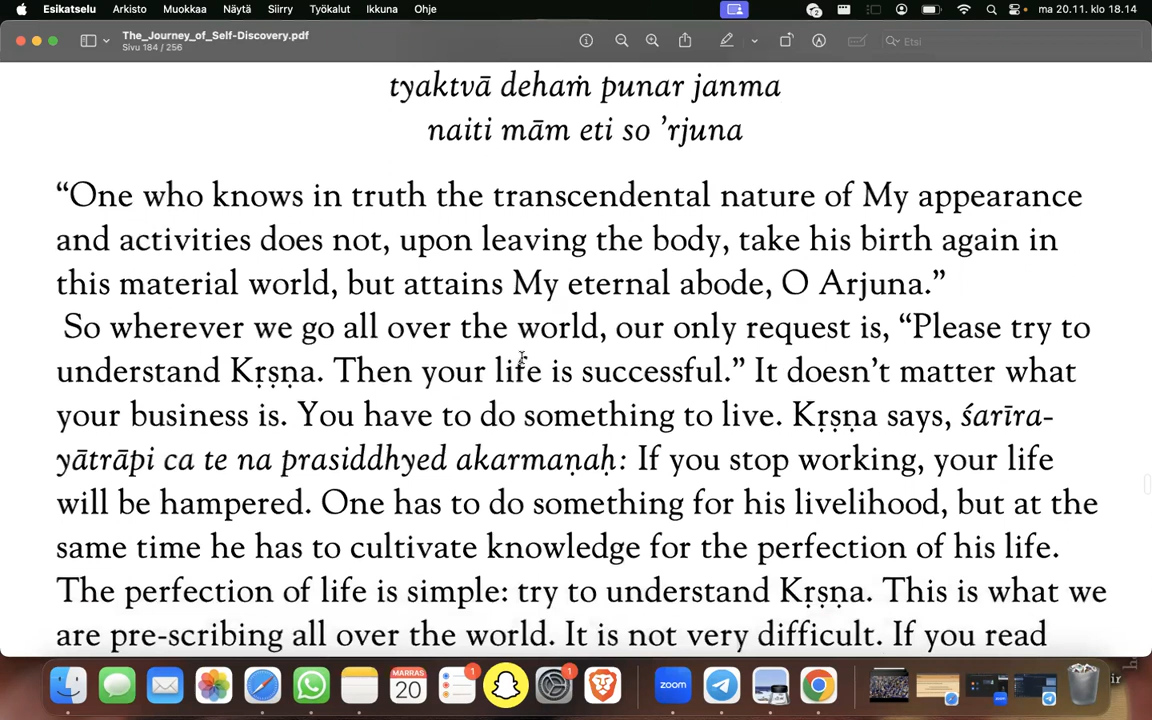 Esikatselu Arkisto Muokkaa Näytä Siirry Työkalut Ikkuna Ohje 2 ma 20.11. klo 18.14
The_Journey_of_Self-Discovery.pdf
Sivu 184 / 256
Etsi
tyaktvā dehaṁ punar janma
naiti mām eti so ’rjuna
“One who knows in truth the transcendental nature of My appearance
and activities does not, upon leaving the body, take his birth again in
this material world, but attains My eternal abode, O Arjuna.”
So wherever we go all over the world, our only request is, “Please try to
understand Kṛṣṇa. Then your life is successful.” It doesn’t matter what
your business is. You have to do something to live. Kṛṣṇa says, śarīra-
yātrāpi ca te na prasiddhyed akarmaṇaḥ: If you stop working, your life
will be hampered. One has to do something for his livelihood, but at the
same time he has to cultivate knowledge for the perfection of his life.
The perfection of life is simple: try to understand Kṛṣṇa. This is what we
are pre-scribing all over the world. It is not very difficult. If you read
MARRAS
20
1
1
zoom